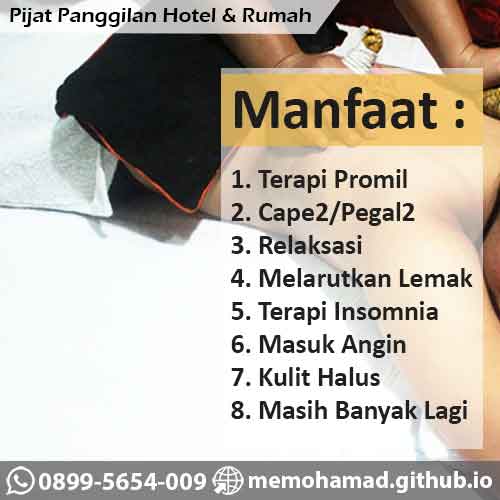 Pijat Panggilan Hotel & Rumah
Manfaat :
1. Terapi Promil
2. Cape2/Pegal2
3. Relaksasi
4. Melarutkan Lemak
5. Terapi Insomnia
6. Masuk Angin
7. Kulit Halus
8. Masih Banyak Lagi
0899-5654-009 memohamad.github.io